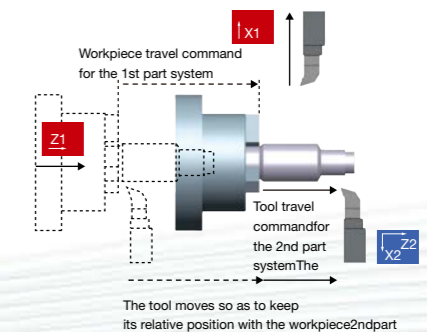 X1
Workpiece travel command
for the 1st part system
Z1
Tool travel
commandfor
the 2nd part
systemThe
Z2
X2
The tool moves so as to keep
its relative position with the workpiece2ndpart